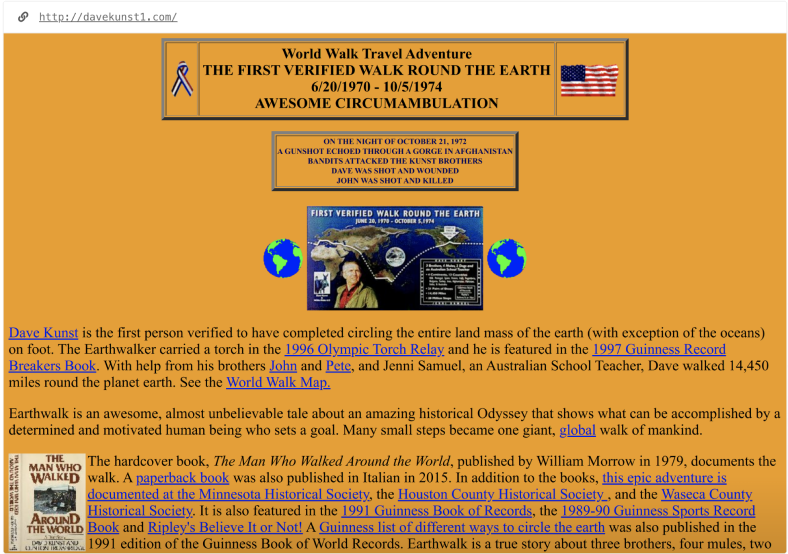 http://davekunst1.com/
World Walk Travel Adventure
THE FIRST VERIFIED WALK ROUND THE EARTH
6/20/1970 - 10/5/1974
AWESOME CIRCUMAMBULATION
ON THE NIGHT OF OCTOBER 21, 1972
A GUNSHOT ECHOED THROUGH A GORGE IN AFGHANISTAN
BANDITS ATTACKED THE KUNST BROTHERS
DAVE WAS SHOT AND WOUNDED
JOHN WAS SHOT AND KILLED
FIRST VERIFIED WALK ROUND THE EARTH
JUNE 20, 1970 - OCTOBER 5, 1974
Dave Kunst is the first person verified to have completed circling the entire land mass of the earth (with exception of the oceans)
on foot. The Earthwalker carried a torch in the 1996 Olympic Torch Relay and he is featured in the 1997 Guinness Record
Breakers Book. With help from his brothers John and Pete, and Jenni Samuel, an Australian School Teacher, Dave walked 14,450
miles round the planet earth. See the World Walk Map.
Earthwalk is an awesome, almost unbelievable tale about an amazing historical Odyssey that shows what can be accomplished by a
determined and motivated human being who sets a goal. Many small steps became one giant, global walk of mankind.
THE
MAN WHO
WALKED
AROUND
THE WORLD
The hardcover book, The Man Who Walked Around the World, published by William Morrow in 1979, documents the
walk. A paperback book was also published in Italian in 2015. In addition to the books, this epic adventure is
documented at the Minnesota Historical Society, the Houston County Historical Society , and the Waseca County
Historical Society. It is also featured in the 1991 Guinness Book of Records, the 1989-90 Guinness Sports Record
Book and Ripley's Believe It or Not! A Guinness list of different ways to circle the earth was also published in the
1991 edition of the Guinness Book of World Records. Earthwalk is a true story about three brothers, four mules, two